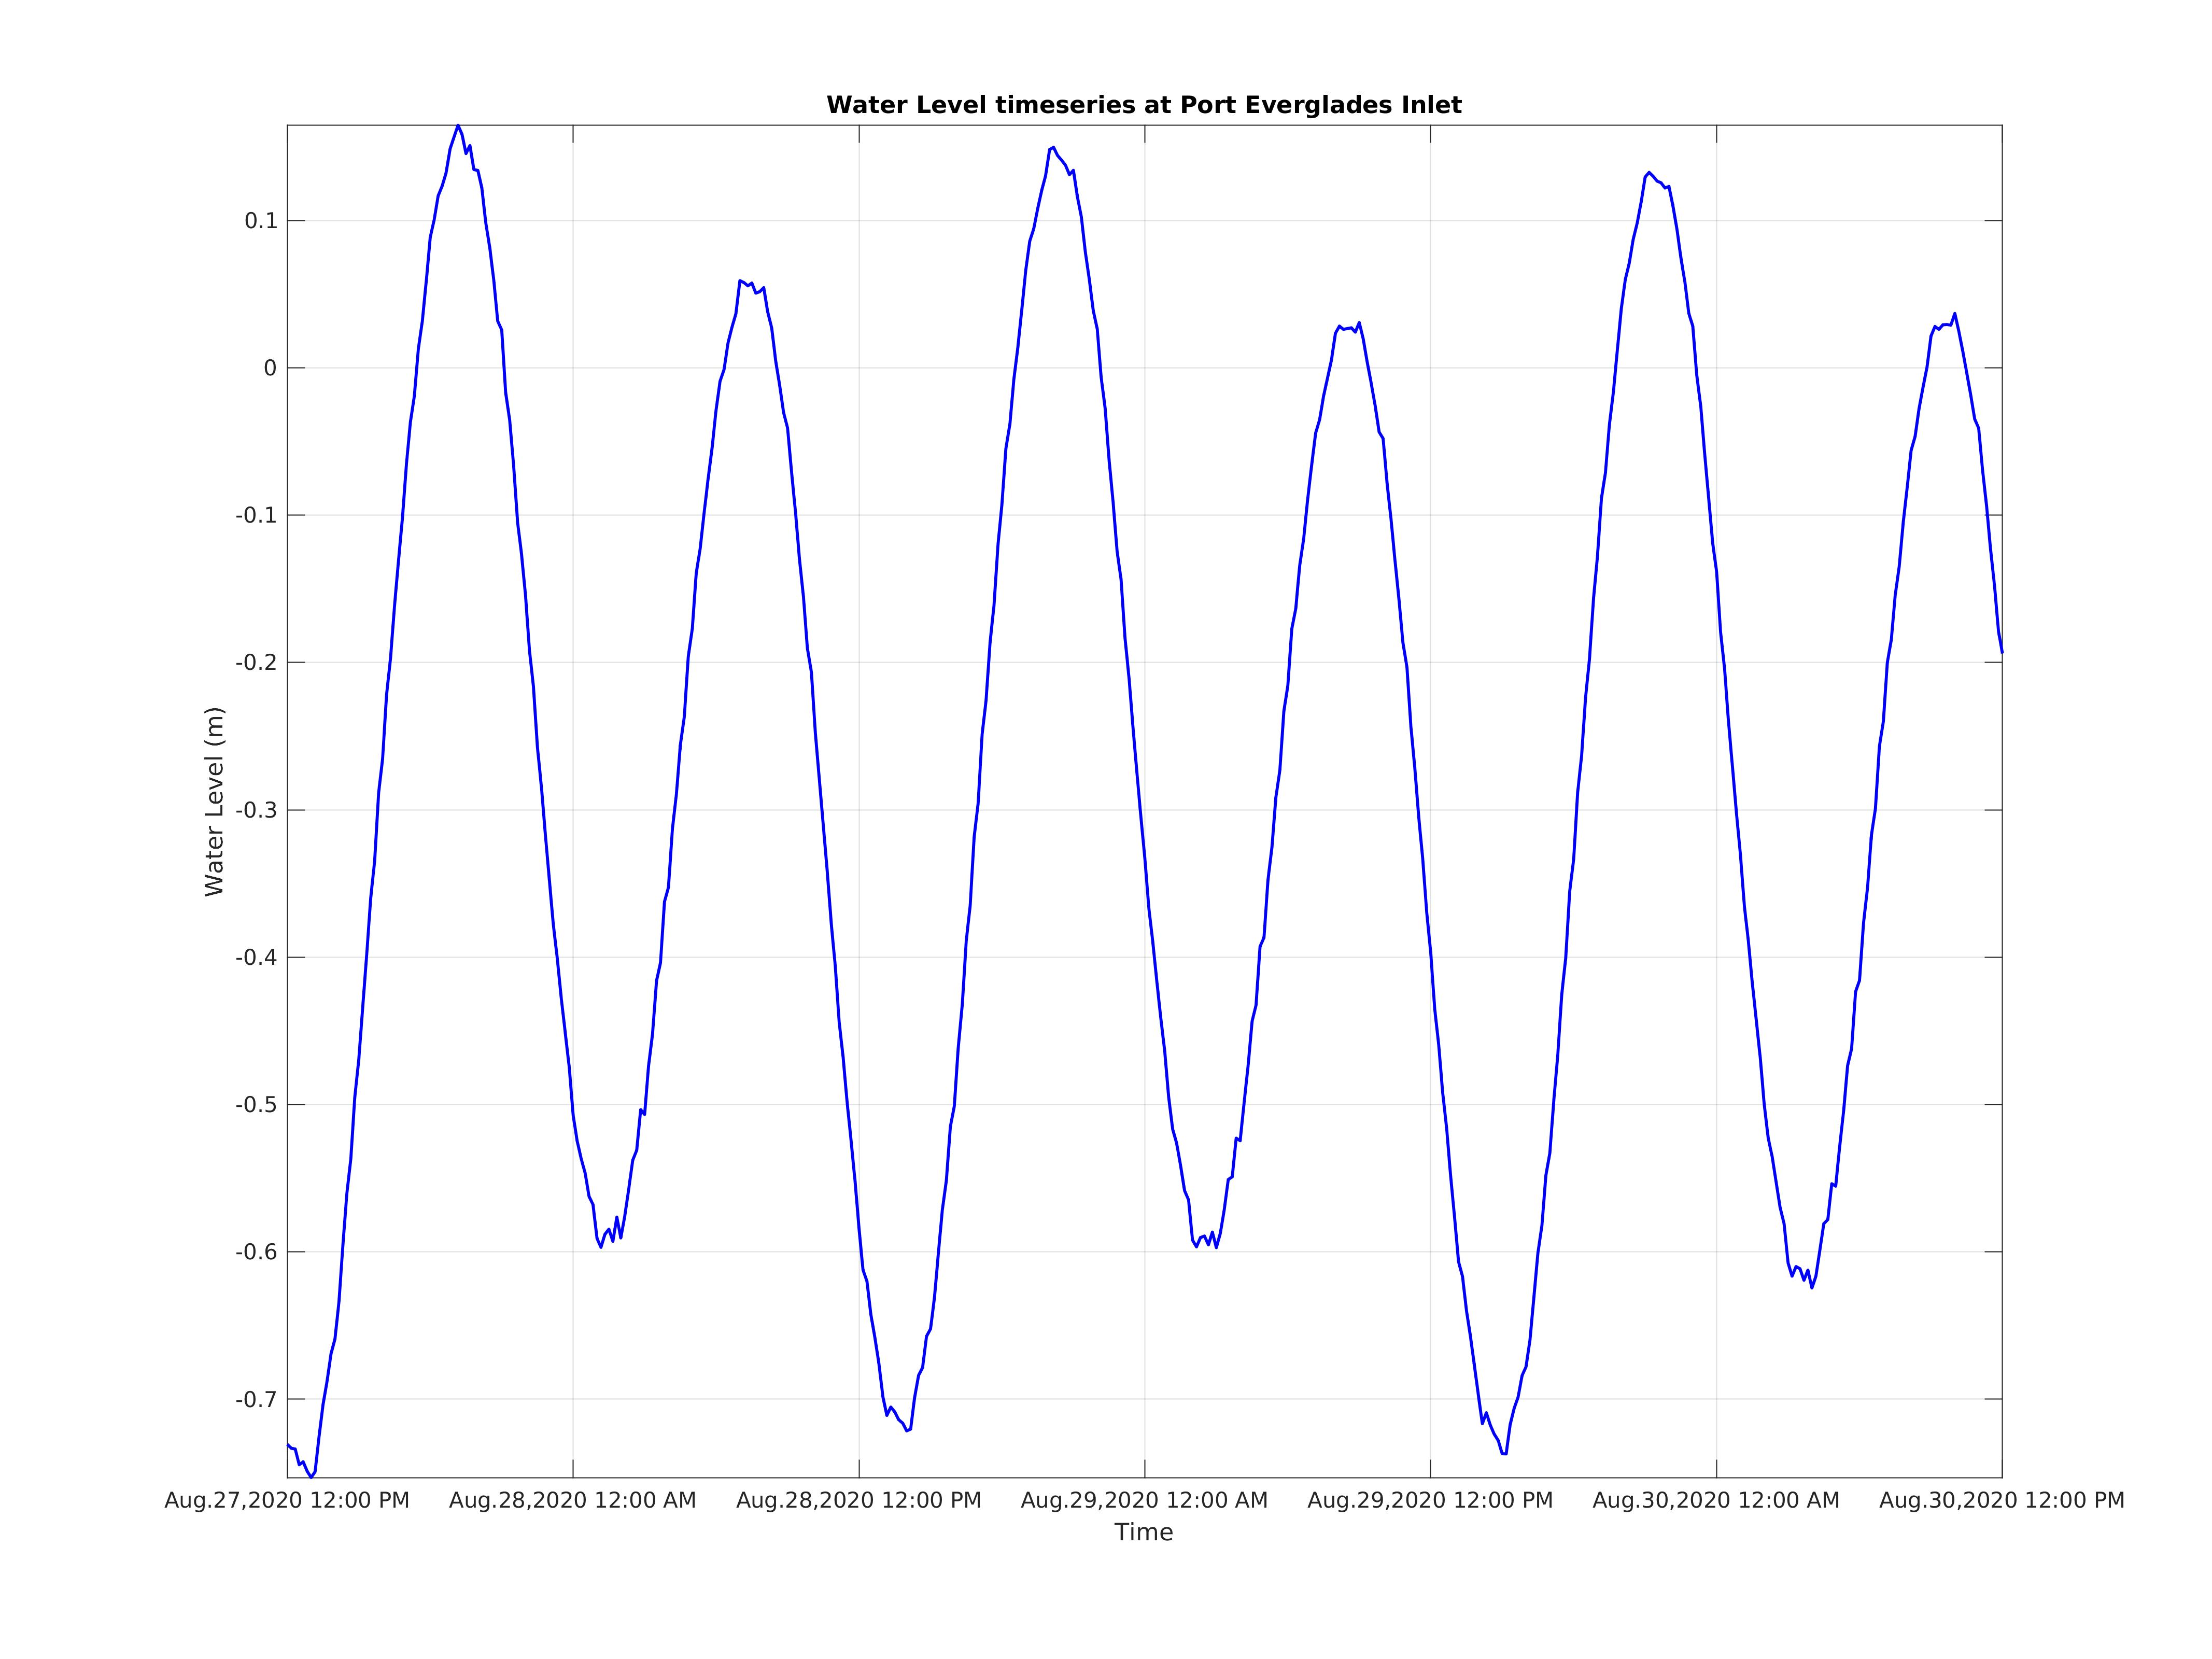 Water Level timeseries at Port Everglades Inlet
0.1
0
-0.1
-0.2
-0.3
-0.4
-0.5
-0.6
-0.7
Water Level (m)
Aug.27,2020 12:00 PM Aug.28,2020 12:00 AM Aug.28,2020 12:00 PM Aug.29,2020 12:00 AM Aug.29,2020 12:00 PM Aug.30,2020 12:00 AM Aug.30,2020 12:00 PM
Time